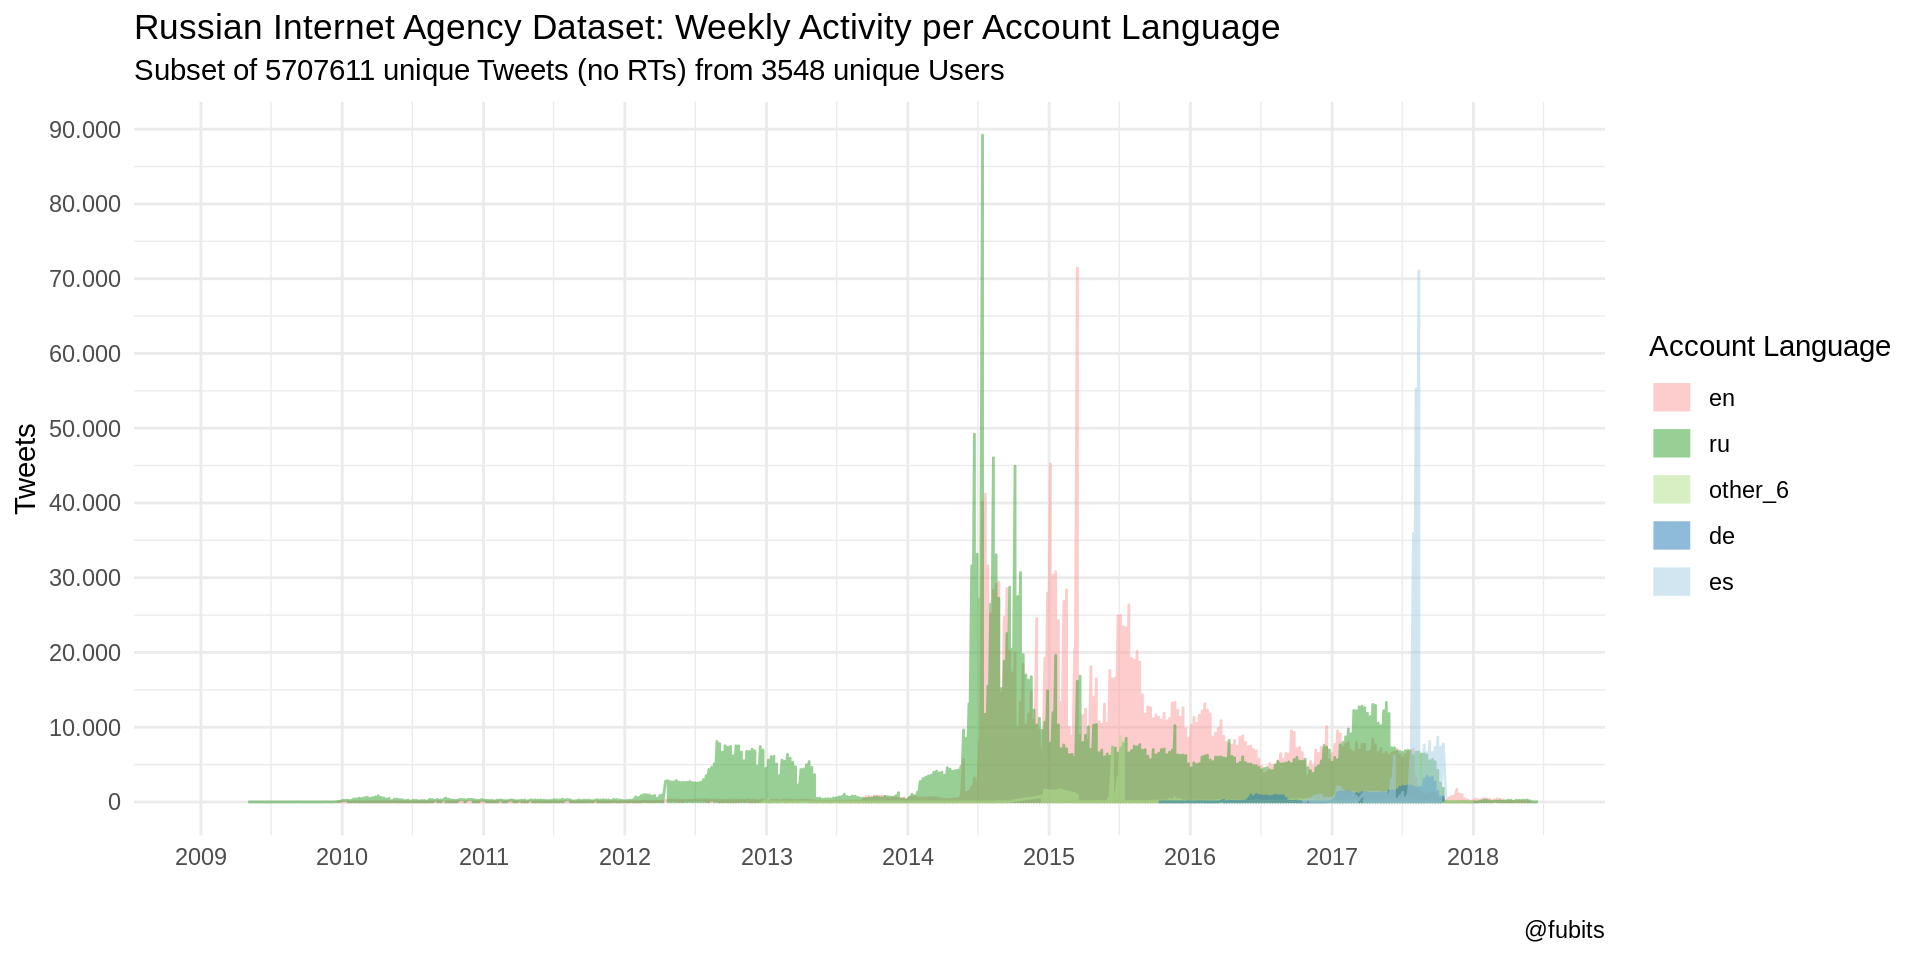 Russian Internet Agency Dataset: Weekly Activity per Account Language
Subset of 5707611 unique Tweets (no RTs) from 3548 unique Users
Tweets
90.000
80.000
70.000
60.000
50.000
40.000
30.000
20.000
10.000
0
2009 2010 2011 2012 2013 2014 2015 2016 2017 2018
Account Language
en
ru
other_6
de
es
@fubits